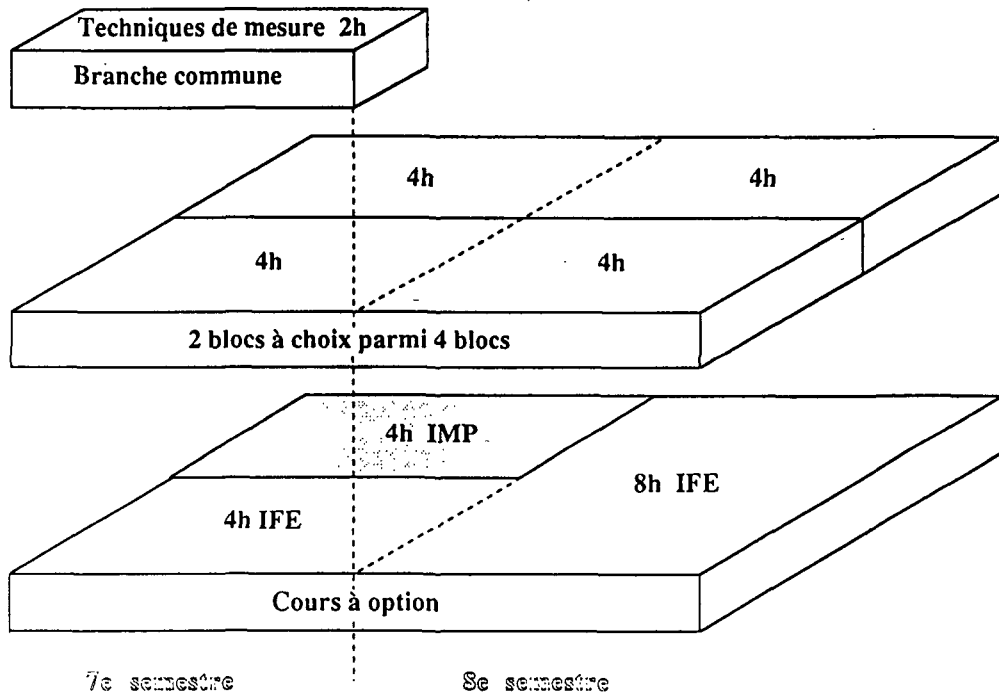 Techniques de mesure 2h
Branche commune
4h 4h
4h 4h
2 blocs à choix parmi 4 blocs
4h IMP
8h IFE
4h IFE
Cours à option
7e semestre 8e semestre